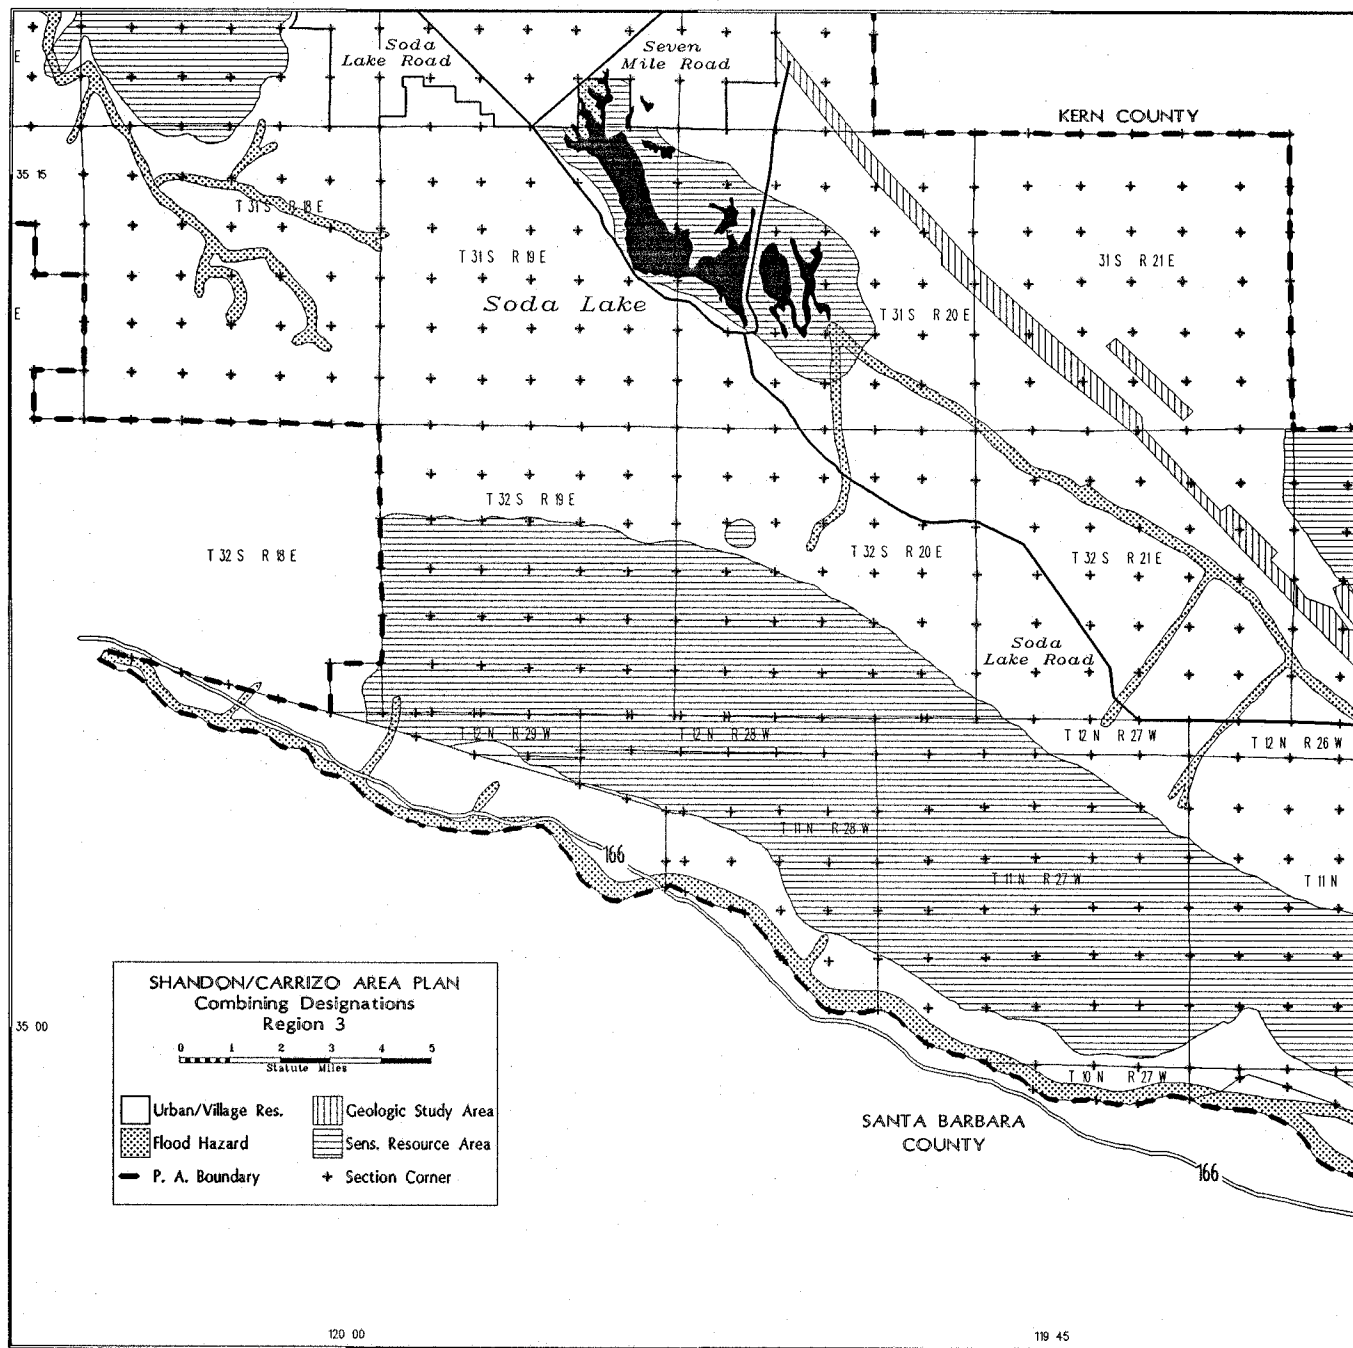 Soda
Lake Road
Seven
Mile Road
E
KERN COUNTY
35 15
T 31 S R 18 E
T 31 S R 19 E
31 S R 21 E
Soda Lake
E
T 31 S R 20 E
T 32 S R 19 E
T 32 S R 18 E
T 32 S R 20 E
T 32 S R 21 E
Soda
Lake Road
T 12 N R 29 W
T 12 N R 28 W
T 12 N R 27 W
T 12 N R 26 W
T 11 N R 28 W
166
T 11 N R 27 W
T 11 N
SHANDON/CARRIZO AREA PLAN
Combining Designations
Region 3
0 1 2 3 4 5
Statute Miles
Urban/Village Res.
Geologic Study Area
Flood Hazard
Sens. Resource Area
P. A. Boundary
Section Corner
35 00
T 10 N R 27 W
SANTA BARBARA
COUNTY
166
120 00
119 45